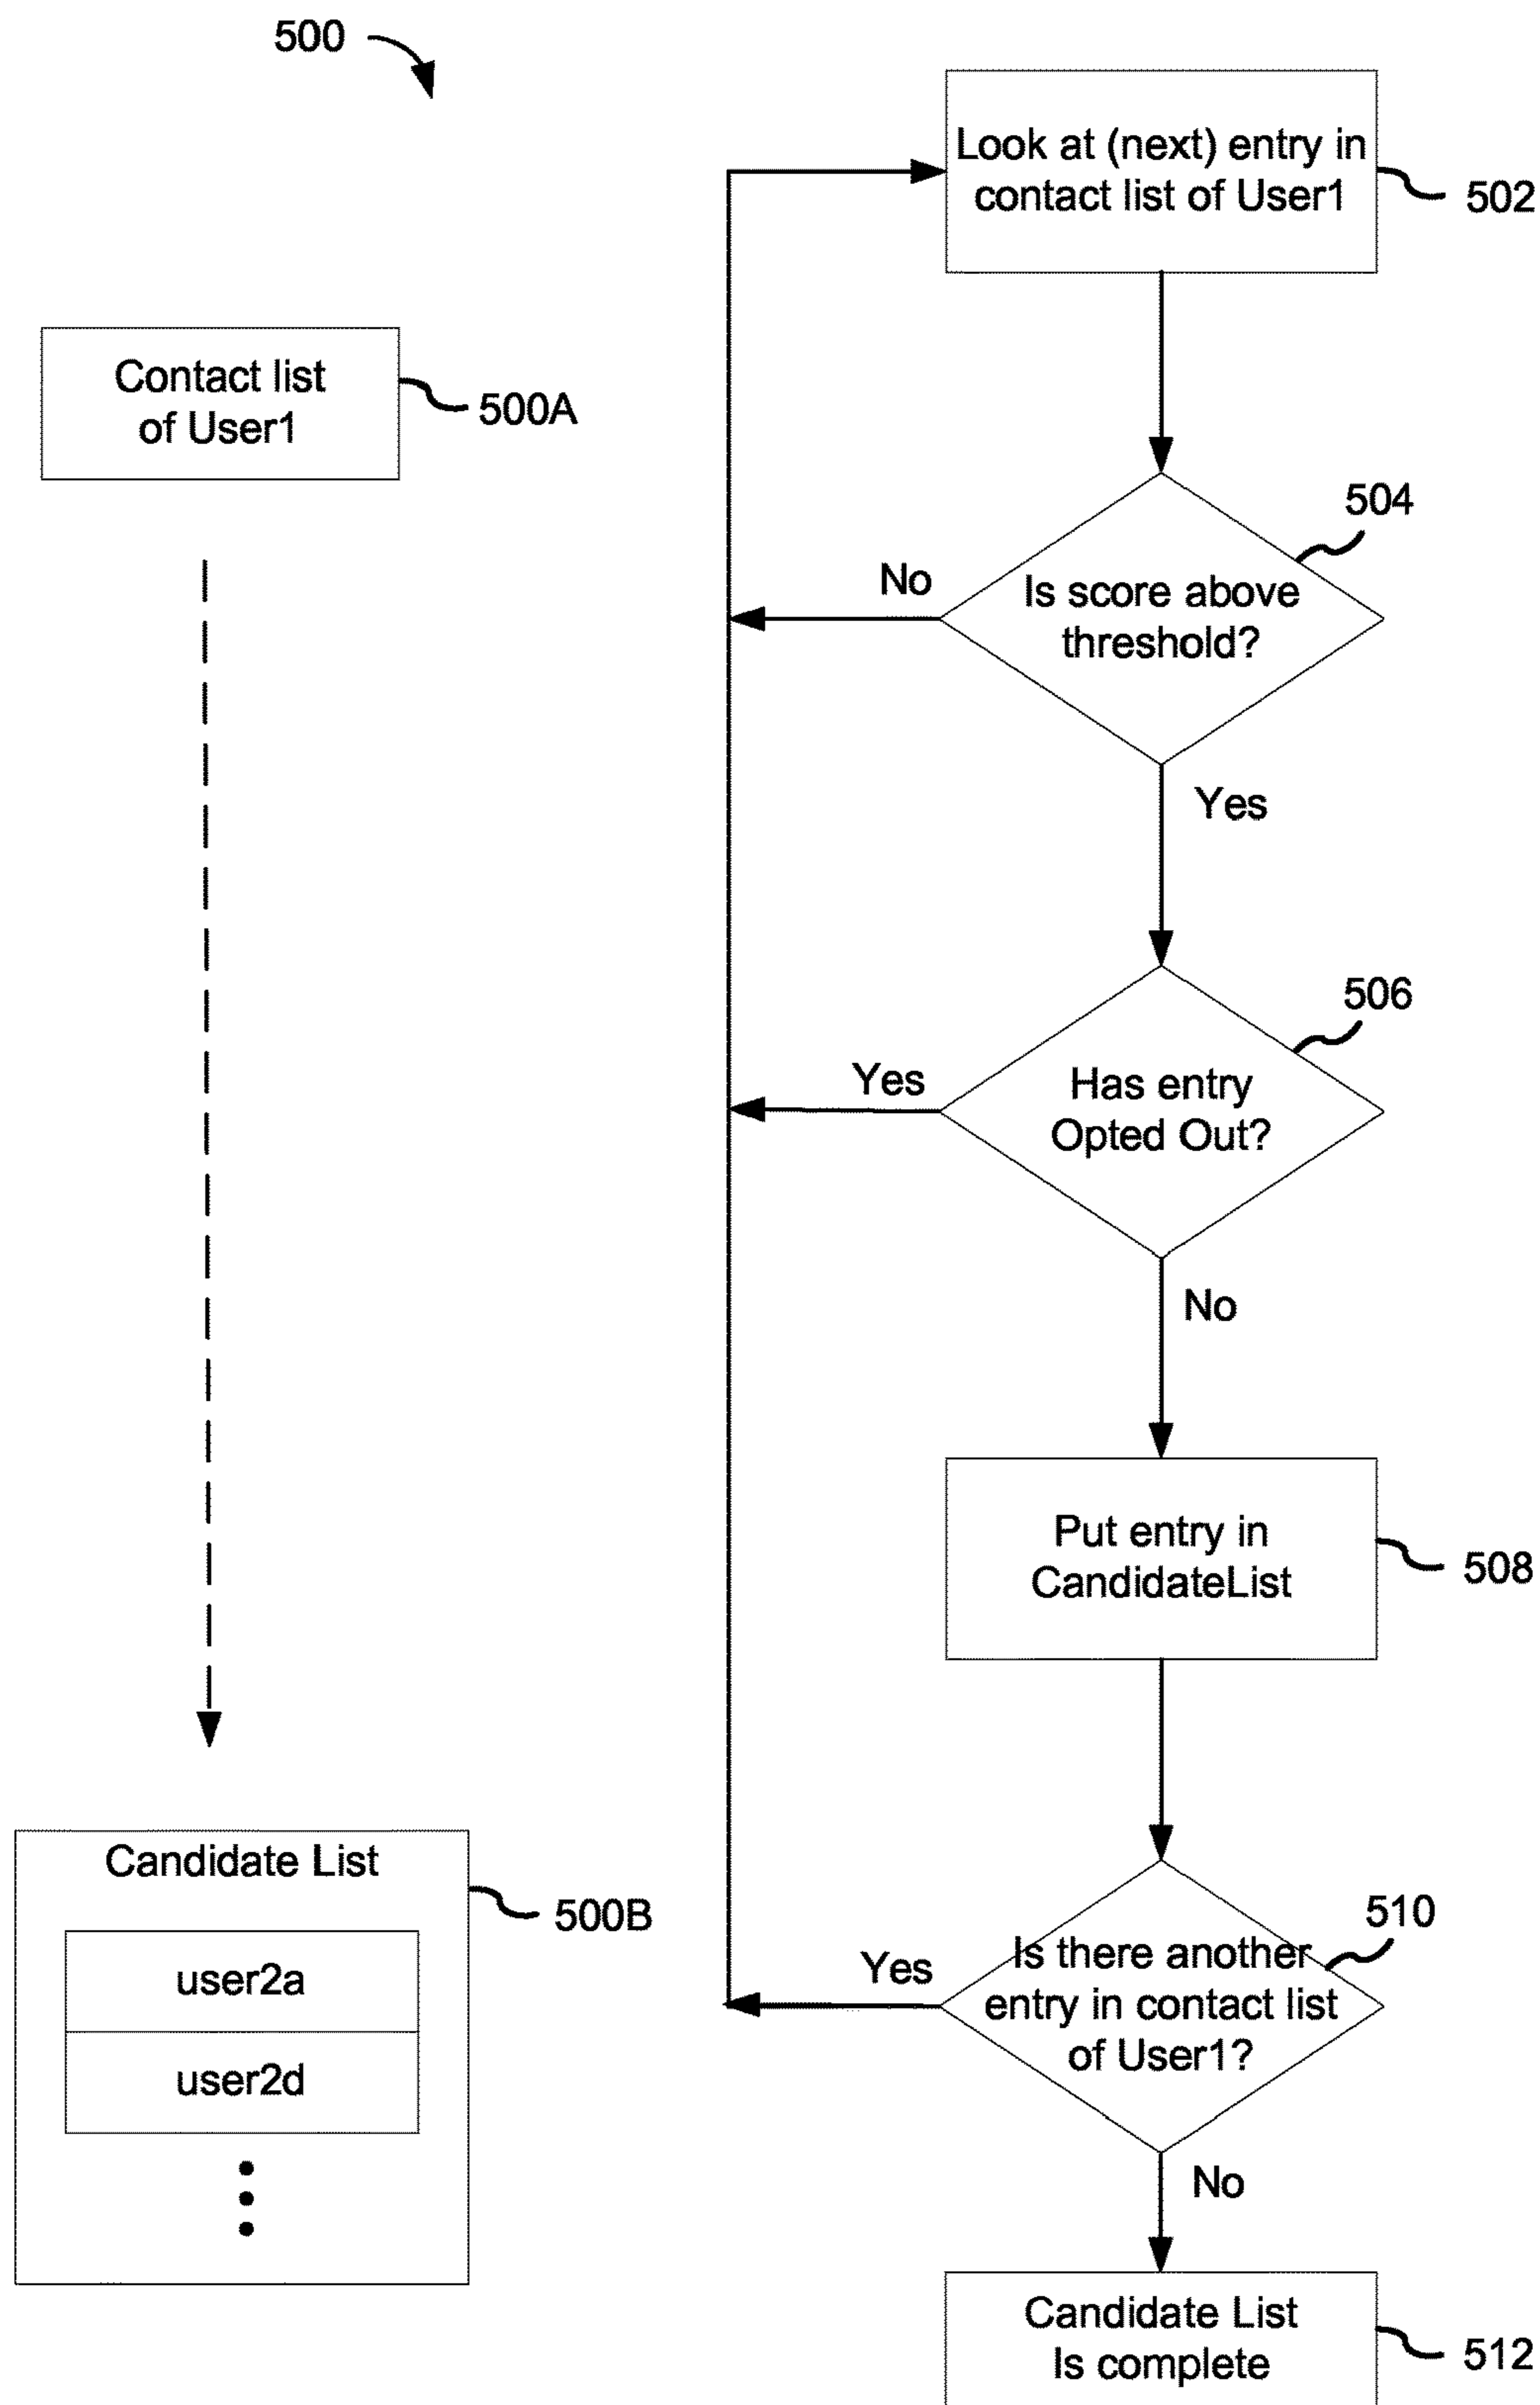 500
Look at (next) entry in
contact list of User1
502
Contact list
of User1
500A
504
No
Is score above
threshold?
Yes
506
Yes
Has entry
Opted Out?
No
Put entry in
CandidateList
508
Candidate List
500B
user2a
user2d
510
Yes
Is there another
entry in contact list
of User1?
No
Candidate List
Is complete
512